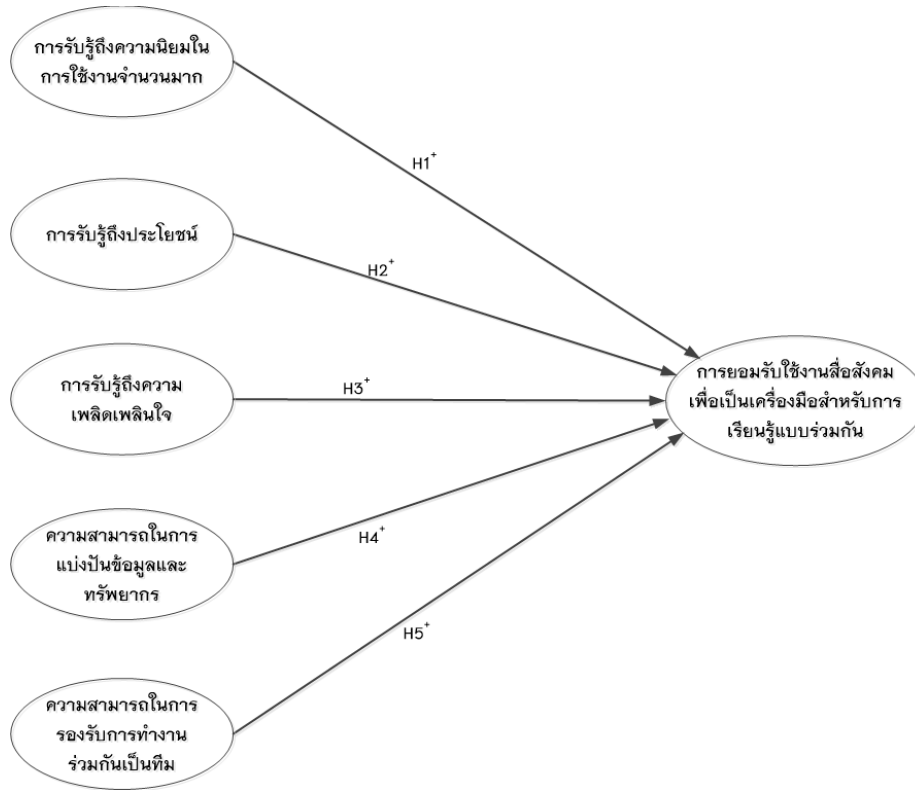 การรับรู้ถึงความนิยมใน
การใช้งานจำนวนมาก
H1+
การรับรู้ถึงประโยชน์
H2+
การรับรู้ถึงความ
เพลิดเพลินใจ
H3+
การยอมรับใช้งานสื่อสังคม
เพื่อเป็นเครื่องมือสำหรับการ
เรียนรู้แบบร่วมกัน
ความสามารถในการ
แบ่งปันข้อมูลและ
ทรัพยากร
H4+
H5+
ความสามารถในการ
รองรับการทำงาน
ร่วมกันเป็นทีม